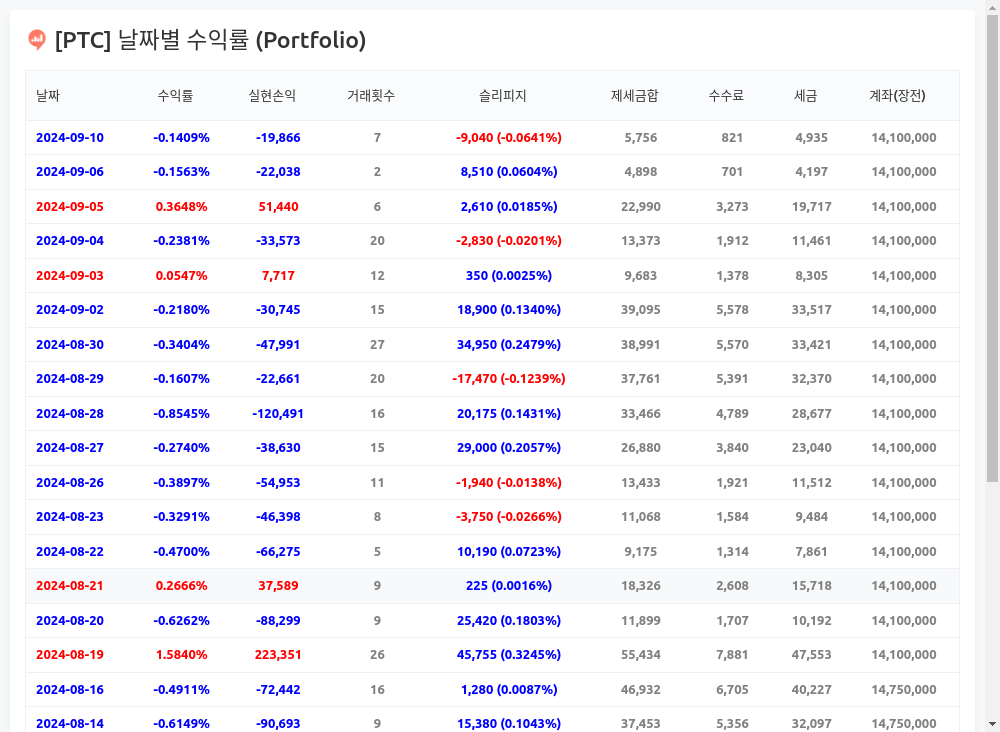 [PTC] 날짜별 수익률 (Portfolio)
날짜 수익률 실현손익 거래횟수 슬리피지 제세금합 수수료 세금 계좌(장전)
2024-09-10 -0.1409% -19,866 7 -9,040 (-0.0641%) 5,756 821 4,935 14,100,000
2024-09-06 -0.1563% -22,038 2 8,510 (0.0604%) 4,898 701 4,197 14,100,000
2024-09-05 0.3648% 51,440 6 2,610 (0.0185%) 22,990 3,273 19,717 14,100,000
2024-09-04 -0.2381% -33,573 20 -2,830 (-0.0201%) 13,373 1,912 11,461 14,100,000
2024-09-03 0.0547% 7,717 12 350 (0.0025%) 9,683 1,378 8,305 14,100,000
2024-09-02 -0.2180% -30,745 15 18,900 (0.1340%) 39,095 5,578 33,517 14,100,000
2024-08-30 -0.3404% -47,991 27 34,950 (0.2479%) 38,991 5,570 33,421 14,100,000
2024-08-29 -0.1607% -22,661 20 -17,470 (-0.1239%) 37,761 5,391 32,370 14,100,000
2024-08-28 -0.8545% -120,491 16 20,175 (0.1431%) 33,466 4,789 28,677 14,100,000
2024-08-27 -0.2740% -38,630 15 29,000 (0.2057%) 26,880 3,840 23,040 14,100,000
2024-08-26 -0.3897% -54,953 11 -1,940 (-0.0138%) 13,433 1,921 11,512 14,100,000
2024-08-23 -0.3291% -46,398 8 -3,750 (-0.0266%) 11,068 1,584 9,484 14,100,000
2024-08-22 -0.4700% -66,275 5 10,190 (0.0723%) 9,175 1,314 7,861 14,100,000
2024-08-21 0.2666% 37,589 9 225 (0.0016%) 18,326 2,608 15,718 14,100,000
2024-08-20 -0.6262% -88,299 9 25,420 (0.1803%) 11,899 1,707 10,192 14,100,000
2024-08-19 1.5840% 223,351 26 45,755 (0.3245%) 55,434 7,881 47,553 14,100,000
2024-08-16 -0.4911% -72,442 16 1,280 (0.0087%) 46,932 6,705 40,227 14,750,000
2024-08-14 -0.6149% -90,693 9 15,380 (0.1043%) 37,453 5,356 32,097 14,750,000